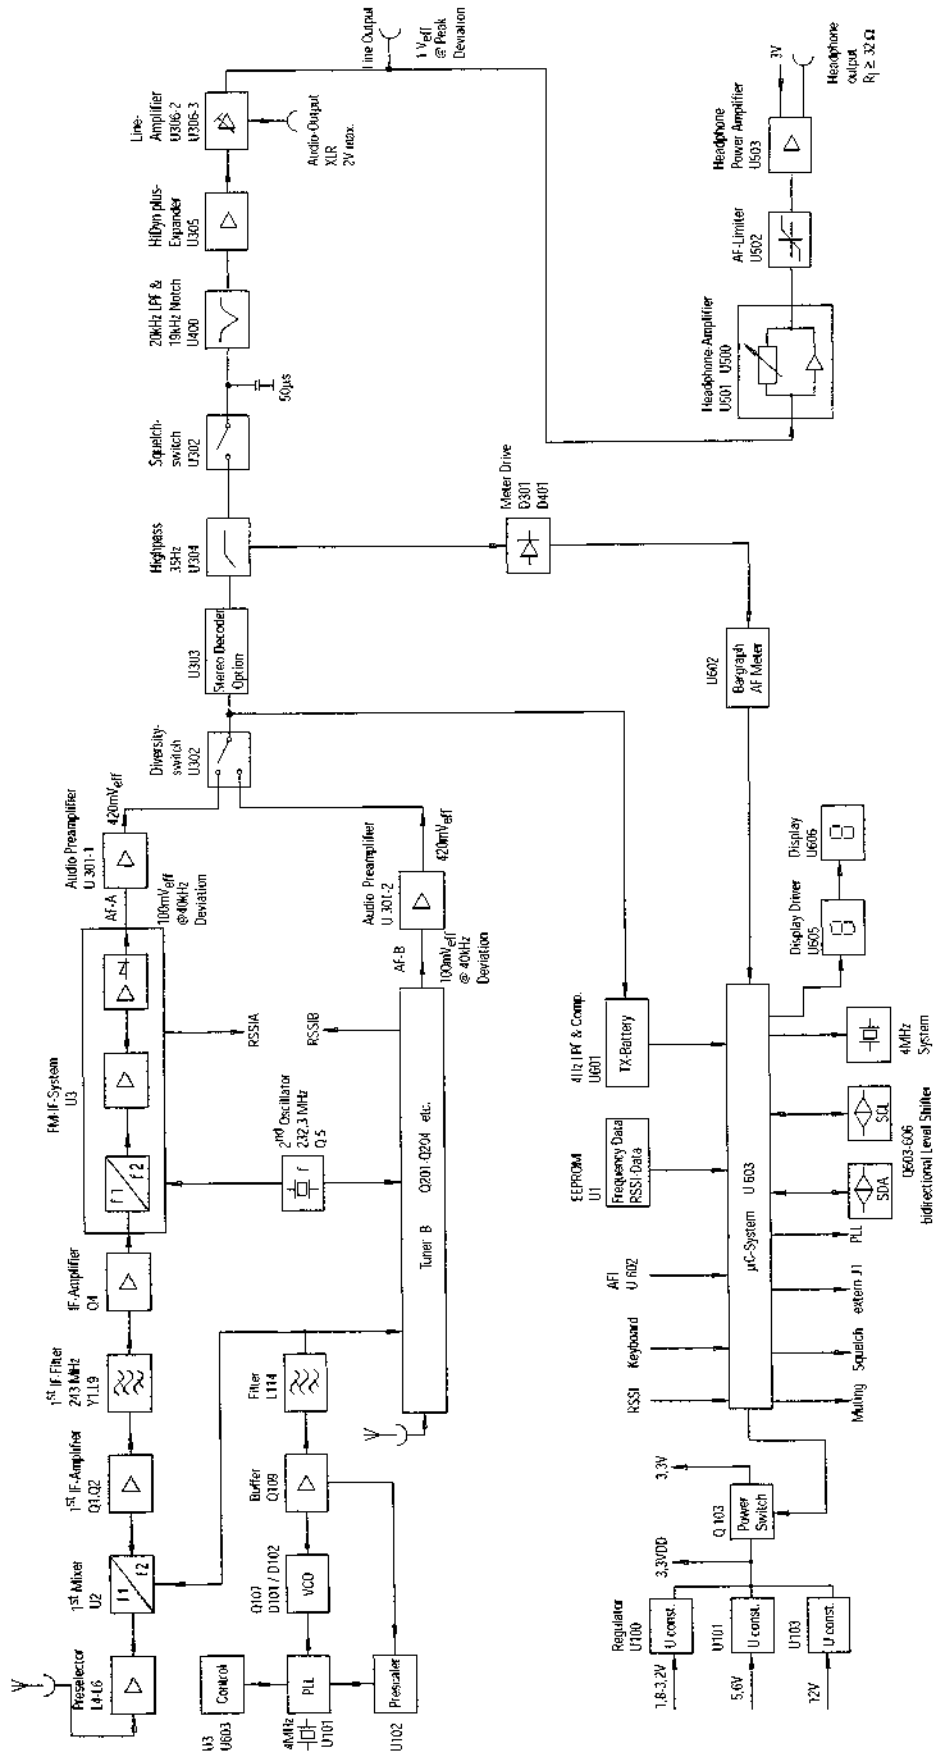 Preselector
L4-L6
1st Mixer
U2
f1
f2
1st IF-Amplifier
Q1,Q2
1st IF-Filter
243 MHz
Y1,L9
IF-Amplifier
Q4
FM-IF-System
U3
f1
f2
AF-A
100mVeff
@40kHz
Deviation
Audio Preamplifier
U 301-1
420mVeff
Diversity-
switch
U302
U303
Stereo Decoder
Option
Highpass
35Hz
U304
Squelch-
switch
U302
50µs
20kHz LPF &
19kHz Notch
U400
HiDyn plus-
Expander
U305
Line-
Amplifier
U306-2
U306-3
Audio-Output
XLR
2V max.
Line Output
1 Veff
@ Peak
Deviation
RSSIA
RSSIB
2nd Oscillator
232.3 MHz
Q5
U3
U603
Control
4MHz
PLL
U101
Prescaler
U102
Q107
D101 / D102
VCO
Buffer
Q109
Filter
L114
Tuner B
Q201-Q204 etc.
AF-B
100mVeff
@ 40kHz
Deviation
Audio Preamplifier
U 301-2
420mVeff
Meter Drive
D301
D401
U602
Bargraph
AF Meter
Headphone-Amplifier
U501 U500
AF-Limiter
U502
Headphone
Power Amplifier
U503
3V
Headphone
output
RL ≥ 32 Ω
Regulator
U100
U const.
1,8-3,2V
U101
U const.
5,6V
U103
U const.
12V
3,3VDD
Q 103
Power
Switch
3,3V
RSSI
Keyboard
AFI
U 602
EEPROM
U1
Frequency Data
RSSI-Data
4Hz LPF & Comp.
U601
TX-Battery
µC-System U 603
Muting
Squelch
extern J1
PLL
SDA
SCL
Q603-606
bidirectional Level Shifter
4MHz
System
Display Driver
U605
8
Display
U606
8